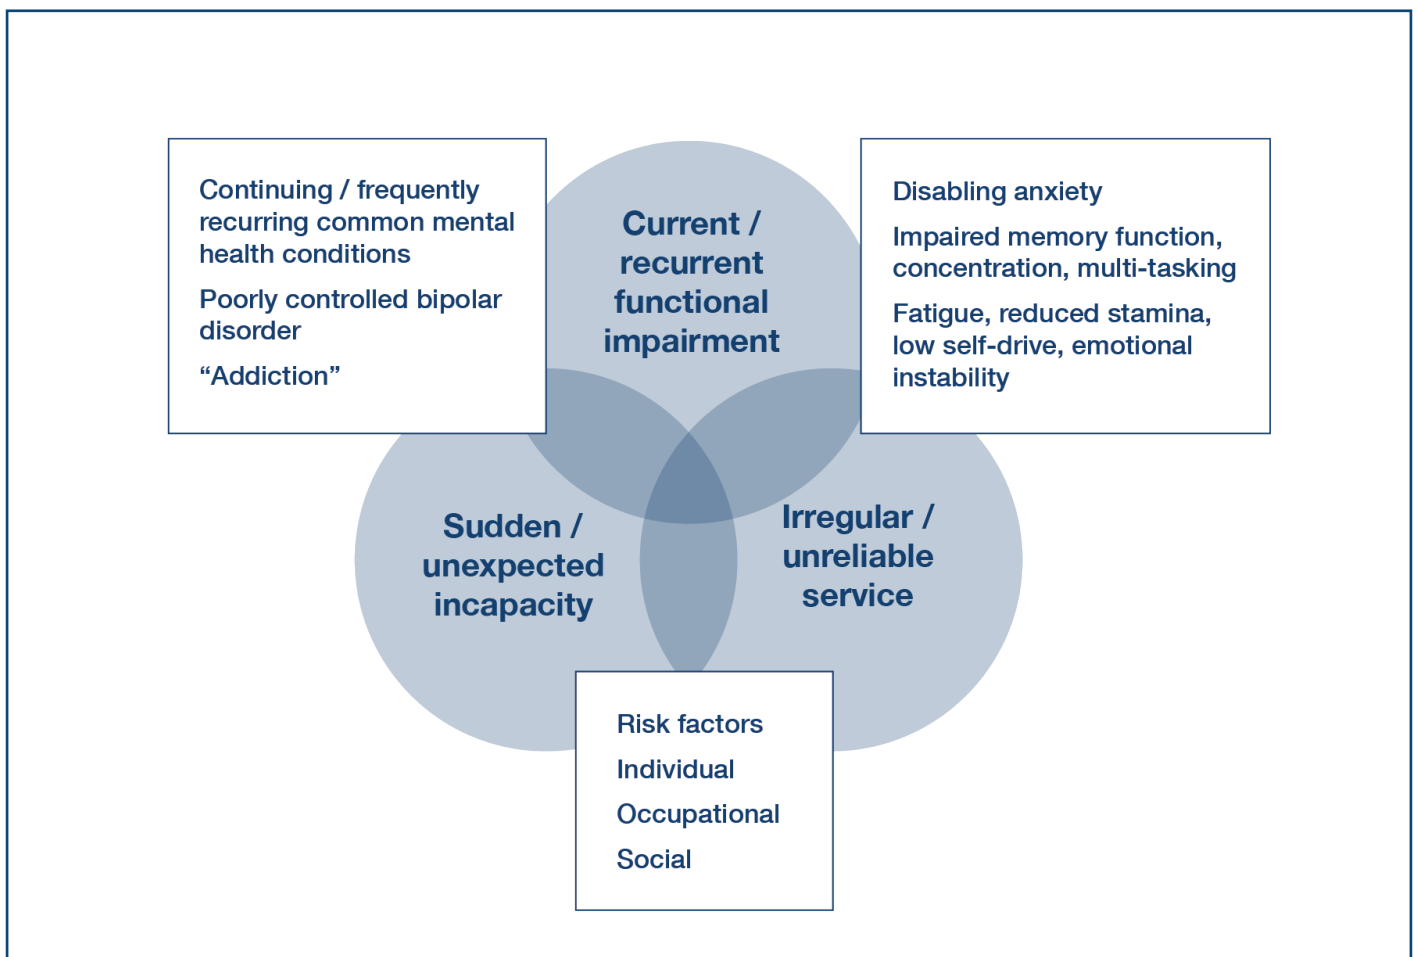 Continuing / frequently
recurring common mental
health conditions
Poorly controlled bipolar
disorder
“Addiction”
Current /
recurrent
functional
impairment
Disabling anxiety
Impaired memory function,
concentration, multi-tasking
Fatigue, reduced stamina,
low self-drive, emotional
instability
Sudden /
unexpected
incapacity
Irregular /
unreliable
service
Risk factors
Individual
Occupational
Social